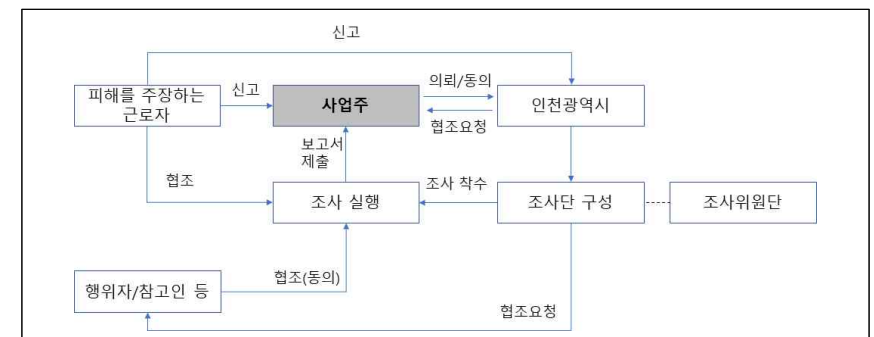 신고
피해를 주장하는
근로자
신고
사업주
의뢰/동의
협조요청
인천광역시
보고서
제출
협조
조사 실행
조사 착수
조사단 구성
조사위원단
행위자/참고인 등
협조(동의)
협조요청